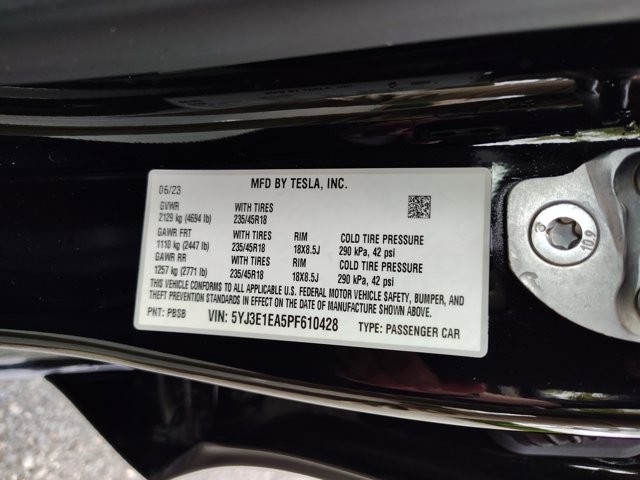 MFD BY TESLA, INC.
06/23
GVWR WITH TIRES
2129 kg (4694 lb) 235/45R18
GAWR FRT WITH TIRES RIM COLD TIRE PRESSURE
1110 kg (2447 lb) 235/45R18 18X8.5J 290 kPa, 42 psi
GAWR RR WITH TIRES RIM COLD TIRE PRESSURE
1257 kg (2771 lb) 235/45R18 18X8.5J 290 kPa, 42 psi
THIS VEHICLE CONFORMS TO ALL APPLICABLE U.S. FEDERAL MOTOR VEHICLE SAFETY, BUMPER, AND
THEFT PREVENTION STANDARDS IN EFFECT ON THE DATE OF MANUFACTURE SHOWN ABOVE.
PNT: PBSB VIN: 5YJ3E1EA5PF610428 TYPE: PASSENGER CAR
10.9